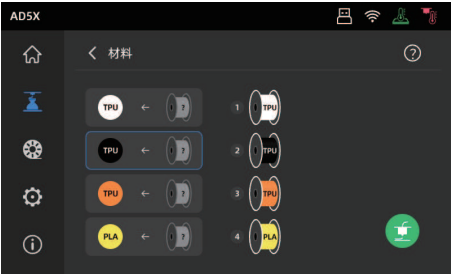 AD5X
材料
?
TPU ← ? 1 TPU
TPU ← ? 2 TPU
TPU ← ? 3 TPU
PLA ← ? 4 PLA